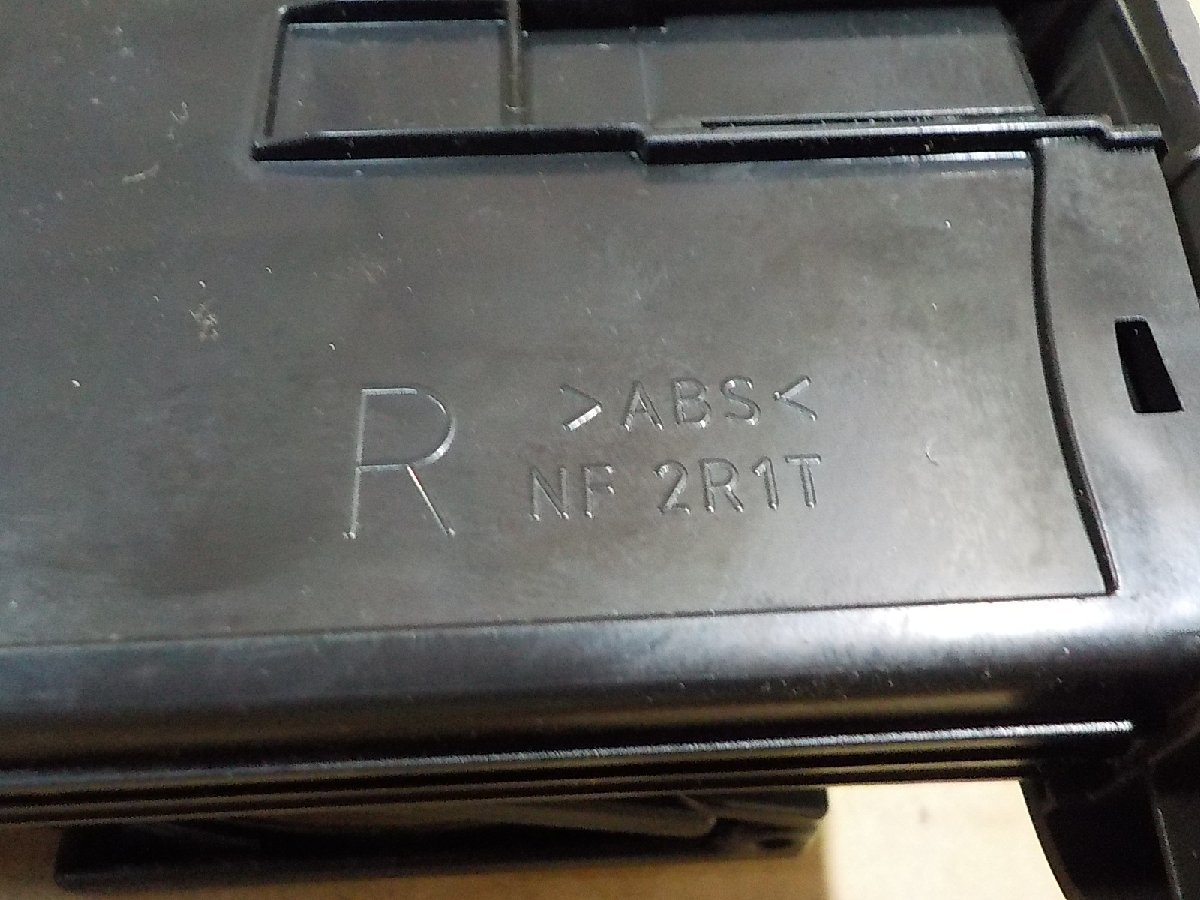 R
>ABS<
NF 2R1T